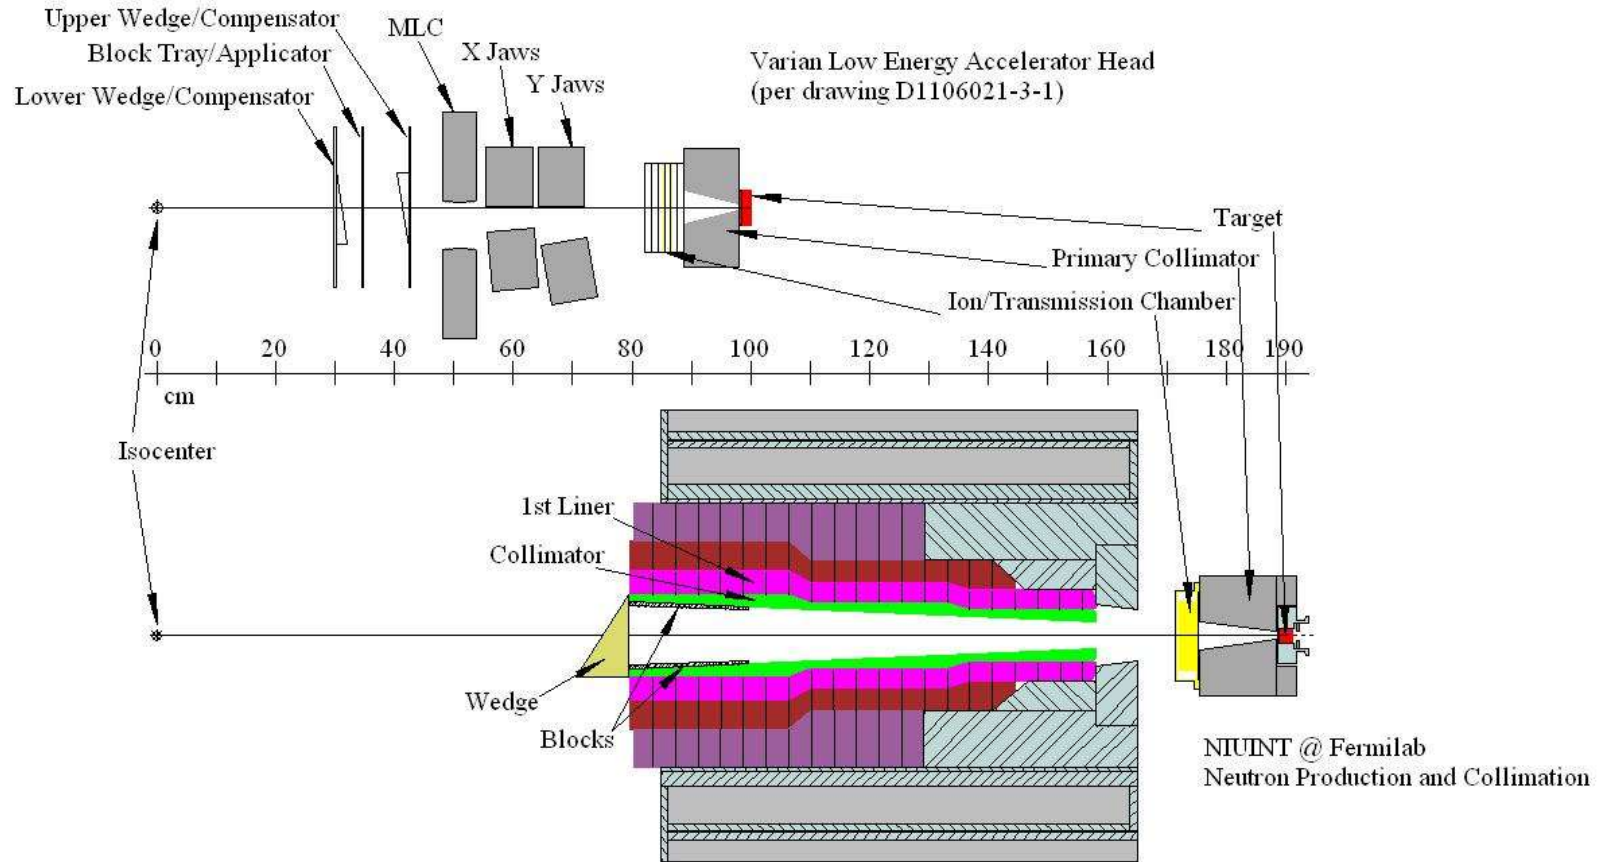 Upper Wedge/Compensator
Block Tray/Applicator
Lower Wedge/Compensator
MLC
X Jaws
Y Jaws
Varian Low Energy Accelerator Head
(per drawing D1106021-3-1)
Target
Primary Collimator
Ion/Transmission Chamber
0 20 40 60 80 100 120 140 160 180 190
cm
Isocenter
1st Liner
Collimator
Wedge
Blocks
NIUINT @ Fermilab
Neutron Production and Collimation